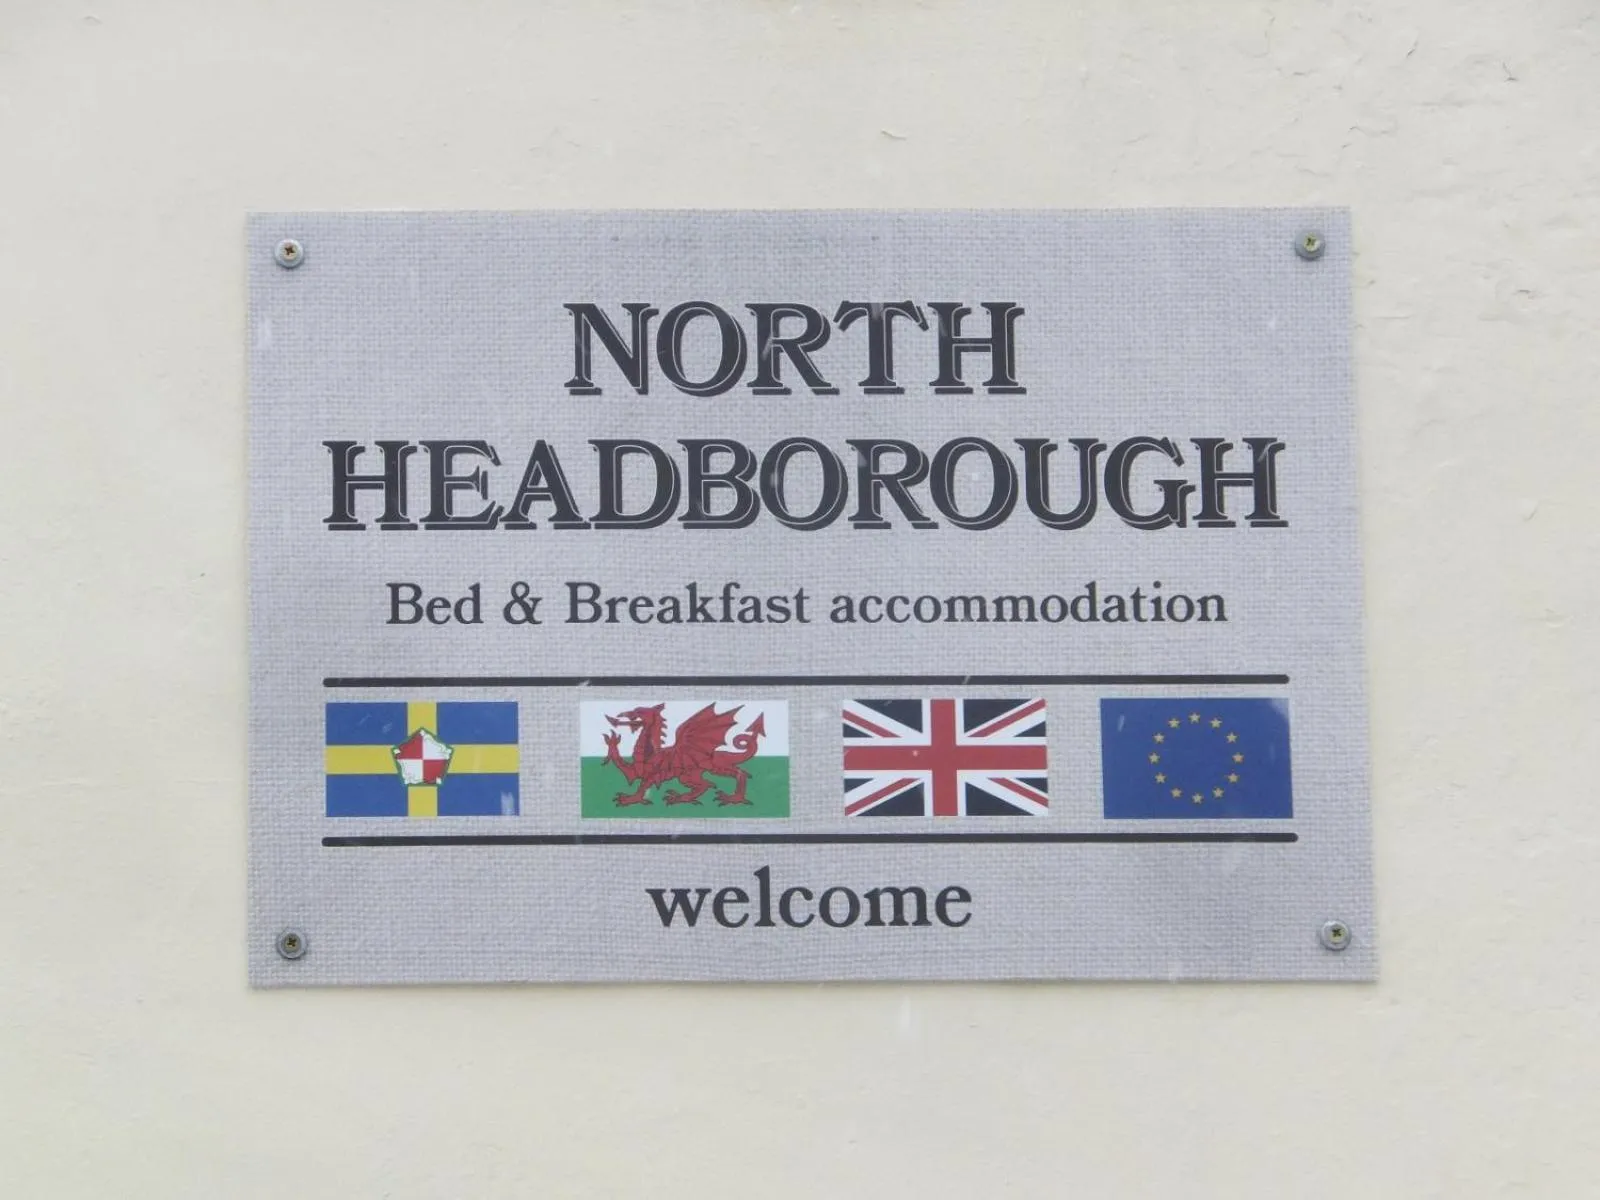 NORTH
HEADBOROUGH
Bed & Breakfast accommodation
welcome